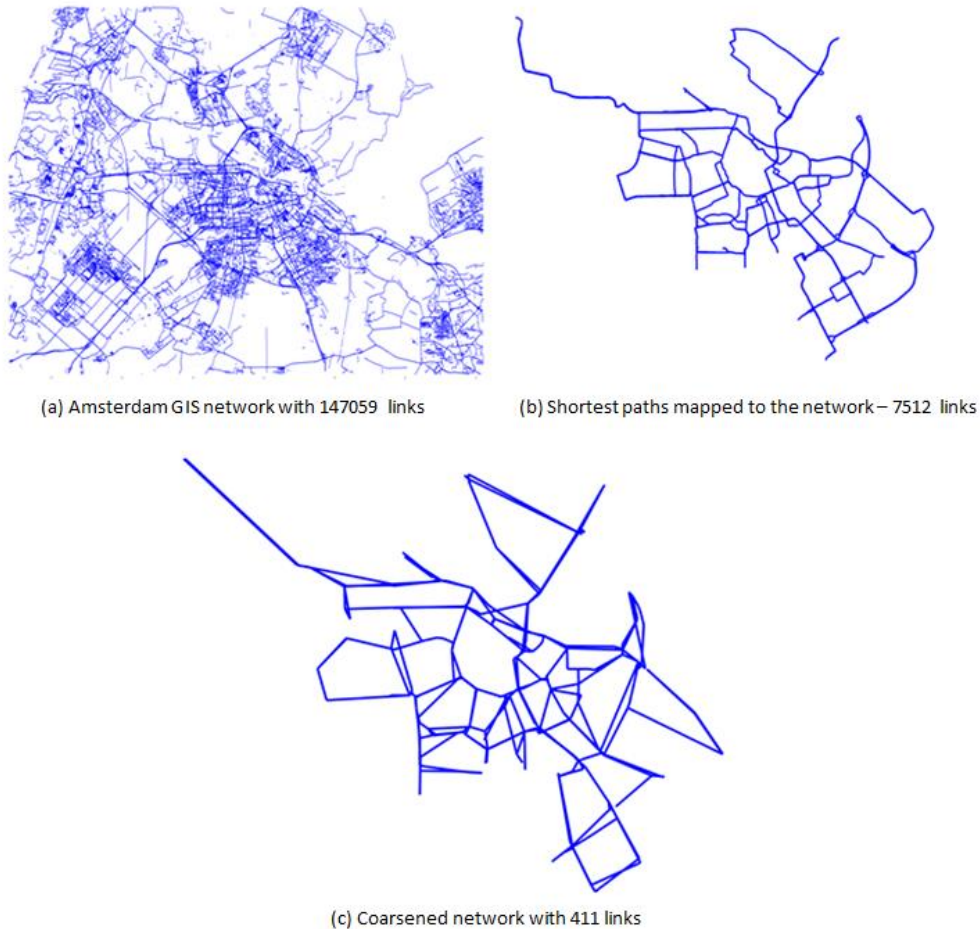 (a) Amsterdam GIS network with 147059 links
(b) Shortest paths mapped to the network – 7512 links
(c) Coarsened network with 411 links